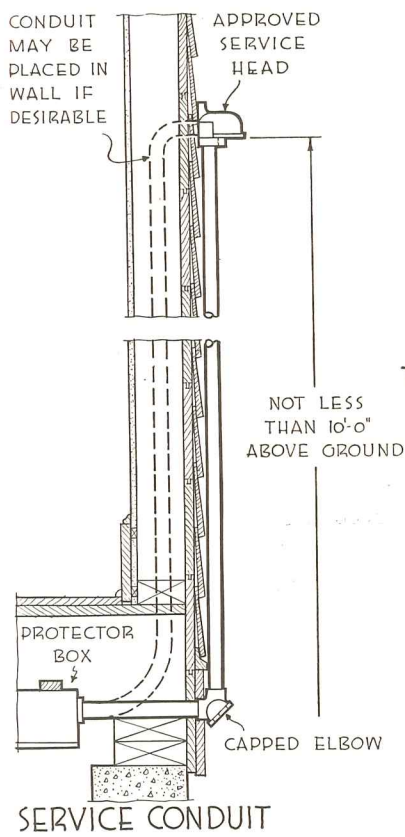 CONDUIT
MAY BE
PLACED IN
WALL IF
DESIRABLE
APPROVED
SERVICE
HEAD
NOT LESS
THAN 10'-0"
ABOVE GROUND
PROTECTOR
BOX
CAPPED ELBOW
SERVICE CONDUIT